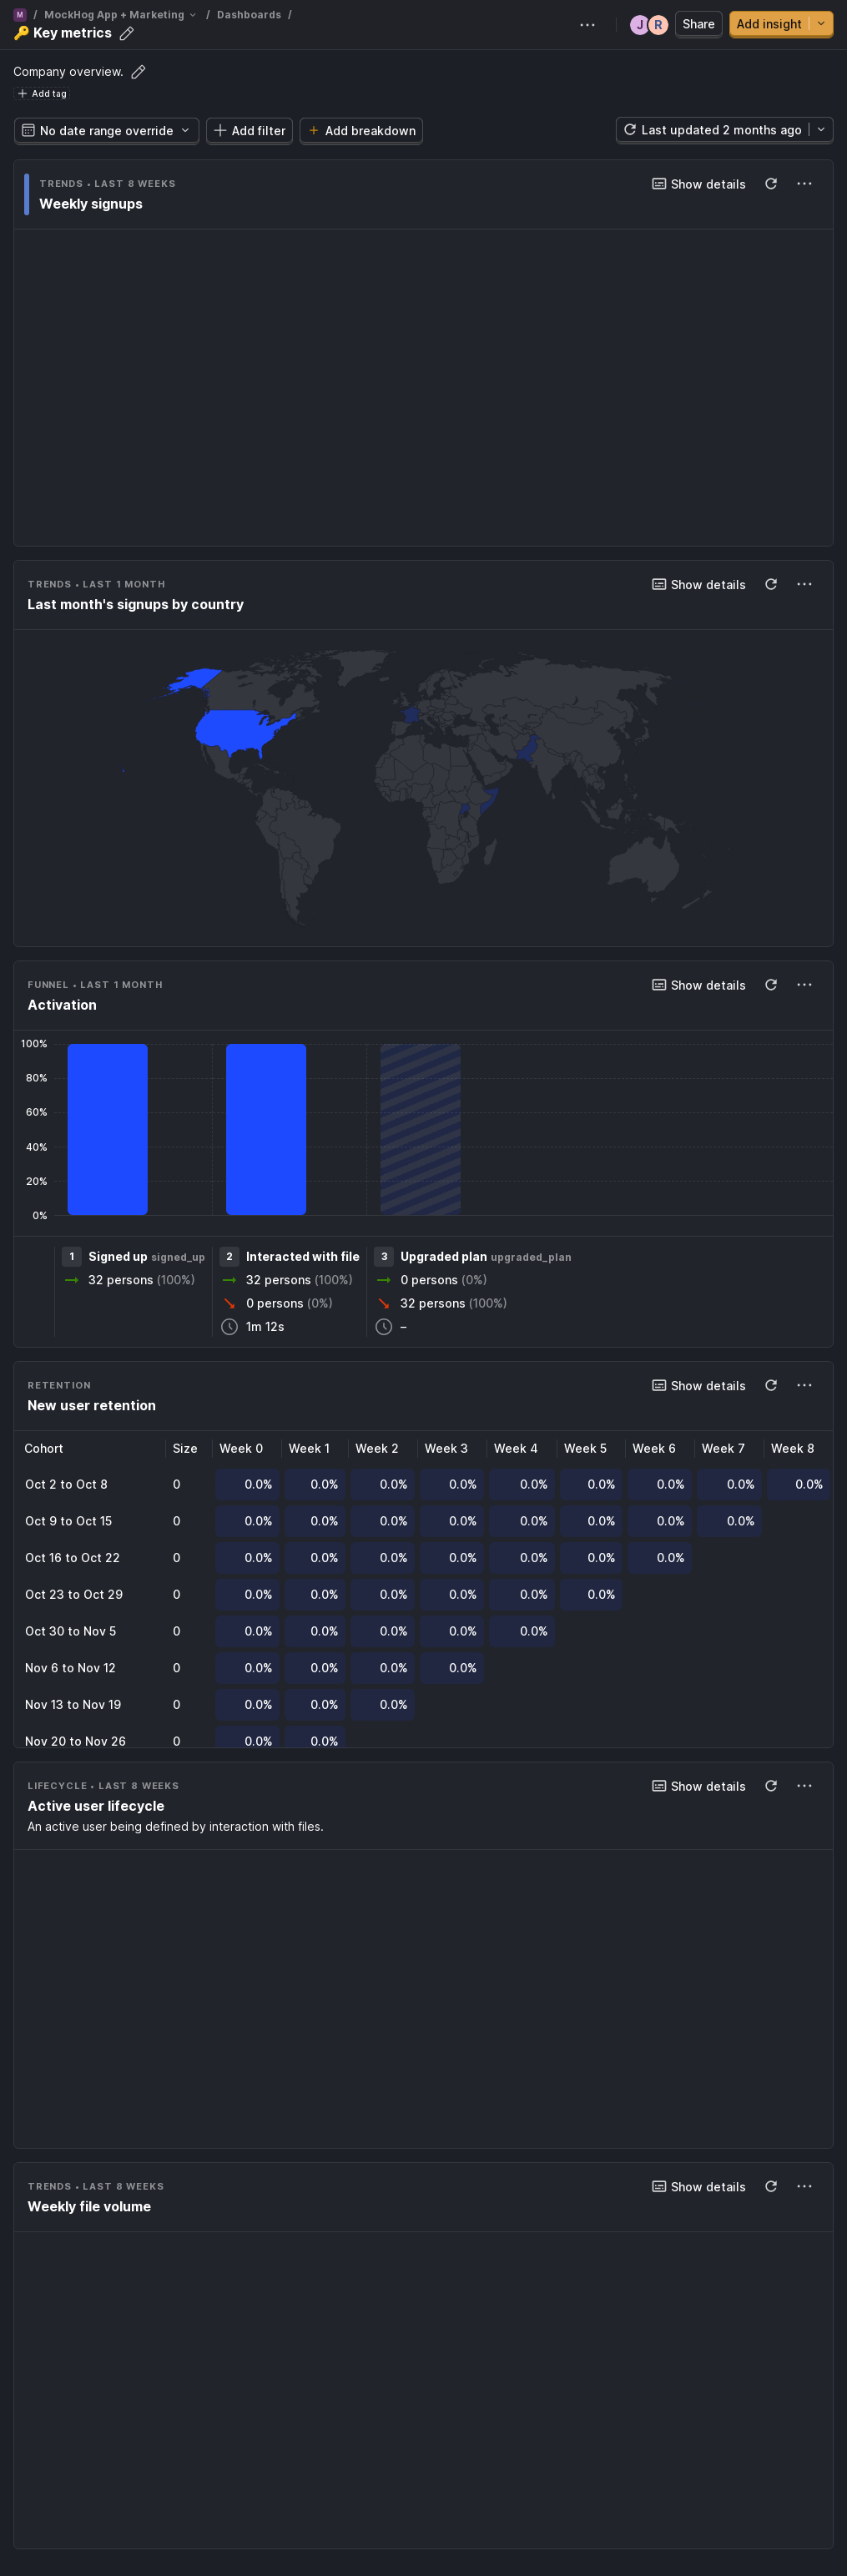 M / MockHog App + Marketing / Dashboards /
🔑 Key metrics
J R Share Add insight
Company overview.
Add tag
No date range override Add filter Add breakdown Last updated 2 months ago
TRENDS • LAST 8 WEEKS Show details
Weekly signups
TRENDS • LAST 1 MONTH Show details
Last month's signups by country
FUNNEL • LAST 1 MONTH Show details
Activation
100%
80%
60%
40%
20%
0%
1 Signed up signed_up 2 Interacted with file 3 Upgraded plan upgraded_plan
32 persons (100%) 32 persons (100%) 0 persons (0%)
0 persons (0%) 32 persons (100%)
1m 12s –
RETENTION Show details
New user retention
Cohort Size Week 0 Week 1 Week 2 Week 3 Week 4 Week 5 Week 6 Week 7 Week 8
Oct 2 to Oct 8 0 0.0% 0.0% 0.0% 0.0% 0.0% 0.0% 0.0% 0.0% 0.0%
Oct 9 to Oct 15 0 0.0% 0.0% 0.0% 0.0% 0.0% 0.0% 0.0% 0.0%
Oct 16 to Oct 22 0 0.0% 0.0% 0.0% 0.0% 0.0% 0.0% 0.0%
Oct 23 to Oct 29 0 0.0% 0.0% 0.0% 0.0% 0.0% 0.0%
Oct 30 to Nov 5 0 0.0% 0.0% 0.0% 0.0% 0.0%
Nov 6 to Nov 12 0 0.0% 0.0% 0.0% 0.0%
Nov 13 to Nov 19 0 0.0% 0.0% 0.0%
Nov 20 to Nov 26 0 0.0% 0.0%
LIFECYCLE • LAST 8 WEEKS Show details
Active user lifecycle
An active user being defined by interaction with files.
TRENDS • LAST 8 WEEKS Show details
Weekly file volume